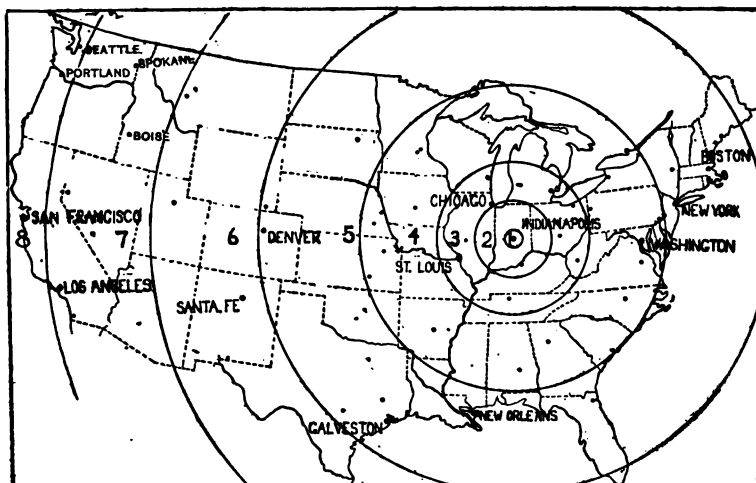 SEATTLE
SPOKANE
PORTLAND
BOISE
BOSTON
CHICAGO
NEW YORK
SAN FRANCISCO
INDIANAPOLIS
8 7 6 DENVER 5 4 3 2 1
WASHINGTON
ST. LOUIS
LOS ANGELES
SANTA FE
NEW ORLEANS
GALVESTON